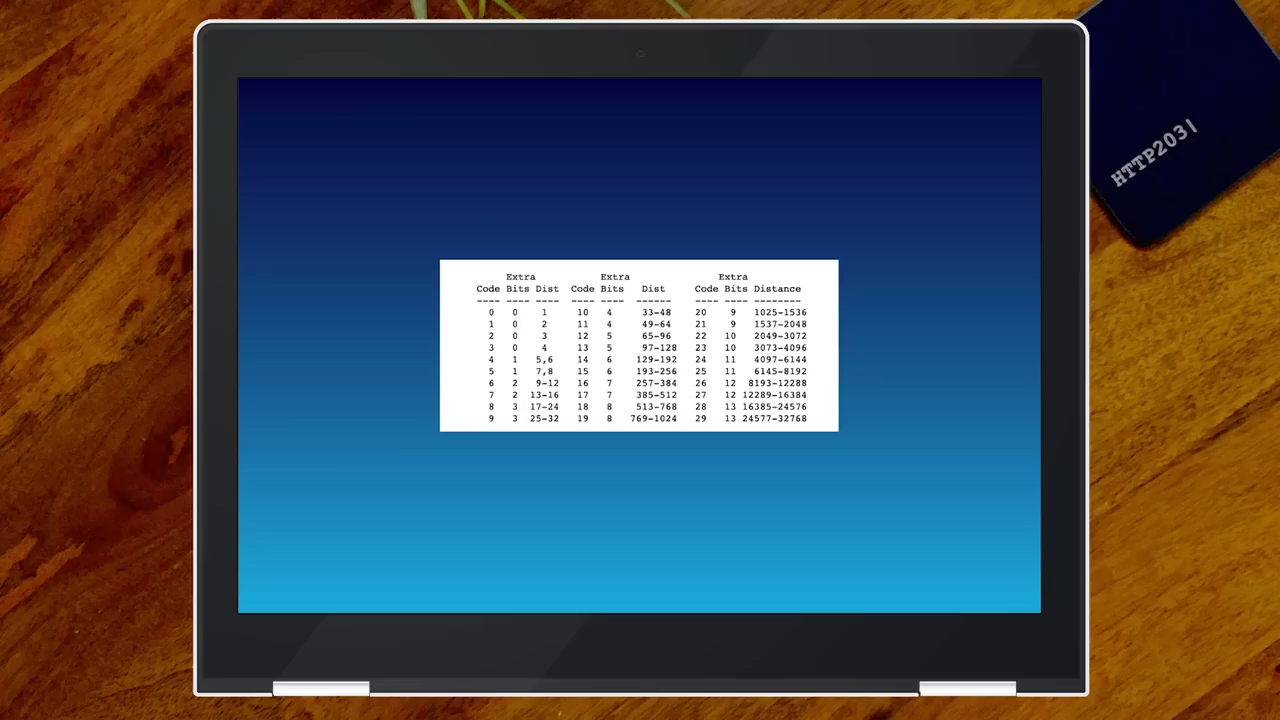 Extra Extra Extra
Code Bits Dist Code Bits Dist Code Bits Distance
---- ---- ---- ---- ---- ------ ---- ---- --------
0 0 1 10 4 33-48 20 9 1025-1536
1 0 2 11 4 49-64 21 9 1537-2048
2 0 3 12 5 65-96 22 10 2049-3072
3 0 4 13 5 97-128 23 10 3073-4096
4 1 5,6 14 6 129-192 24 11 4097-6144
5 1 7,8 15 6 193-256 25 11 6145-8192
6 2 9-12 16 7 257-384 26 12 8193-12288
7 2 13-16 17 7 385-512 27 12 12289-16384
8 3 17-24 18 8 513-768 28 13 16385-24576
9 3 25-32 19 8 769-1024 29 13 24577-32768
HTTP203|